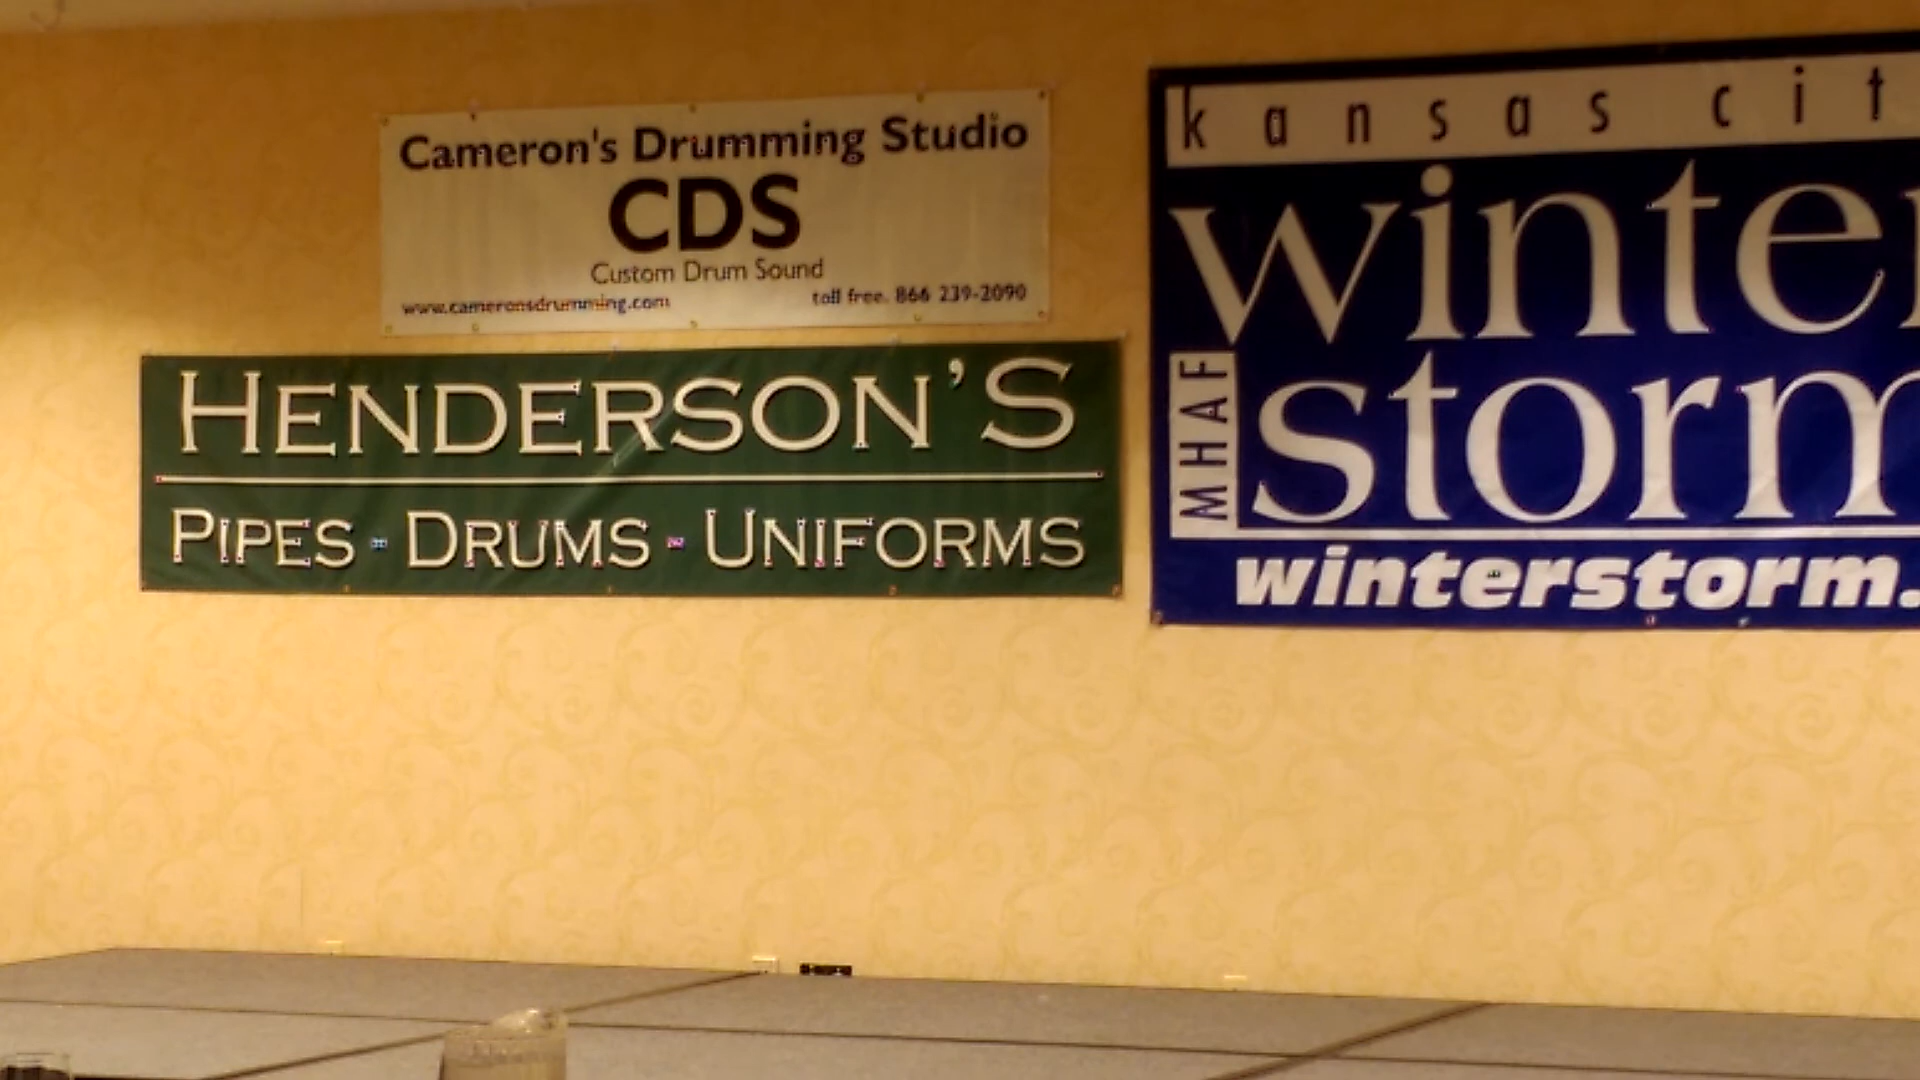 Cameron's Drumming Studio
CDS
Custom Drum Sound
www.cameronsdrumming.com toll free. 866 239-2090
HENDERSON'S
PIPES - DRUMS - UNIFORMS
kansas cit
winter
storm
MHAF
winterstorm.